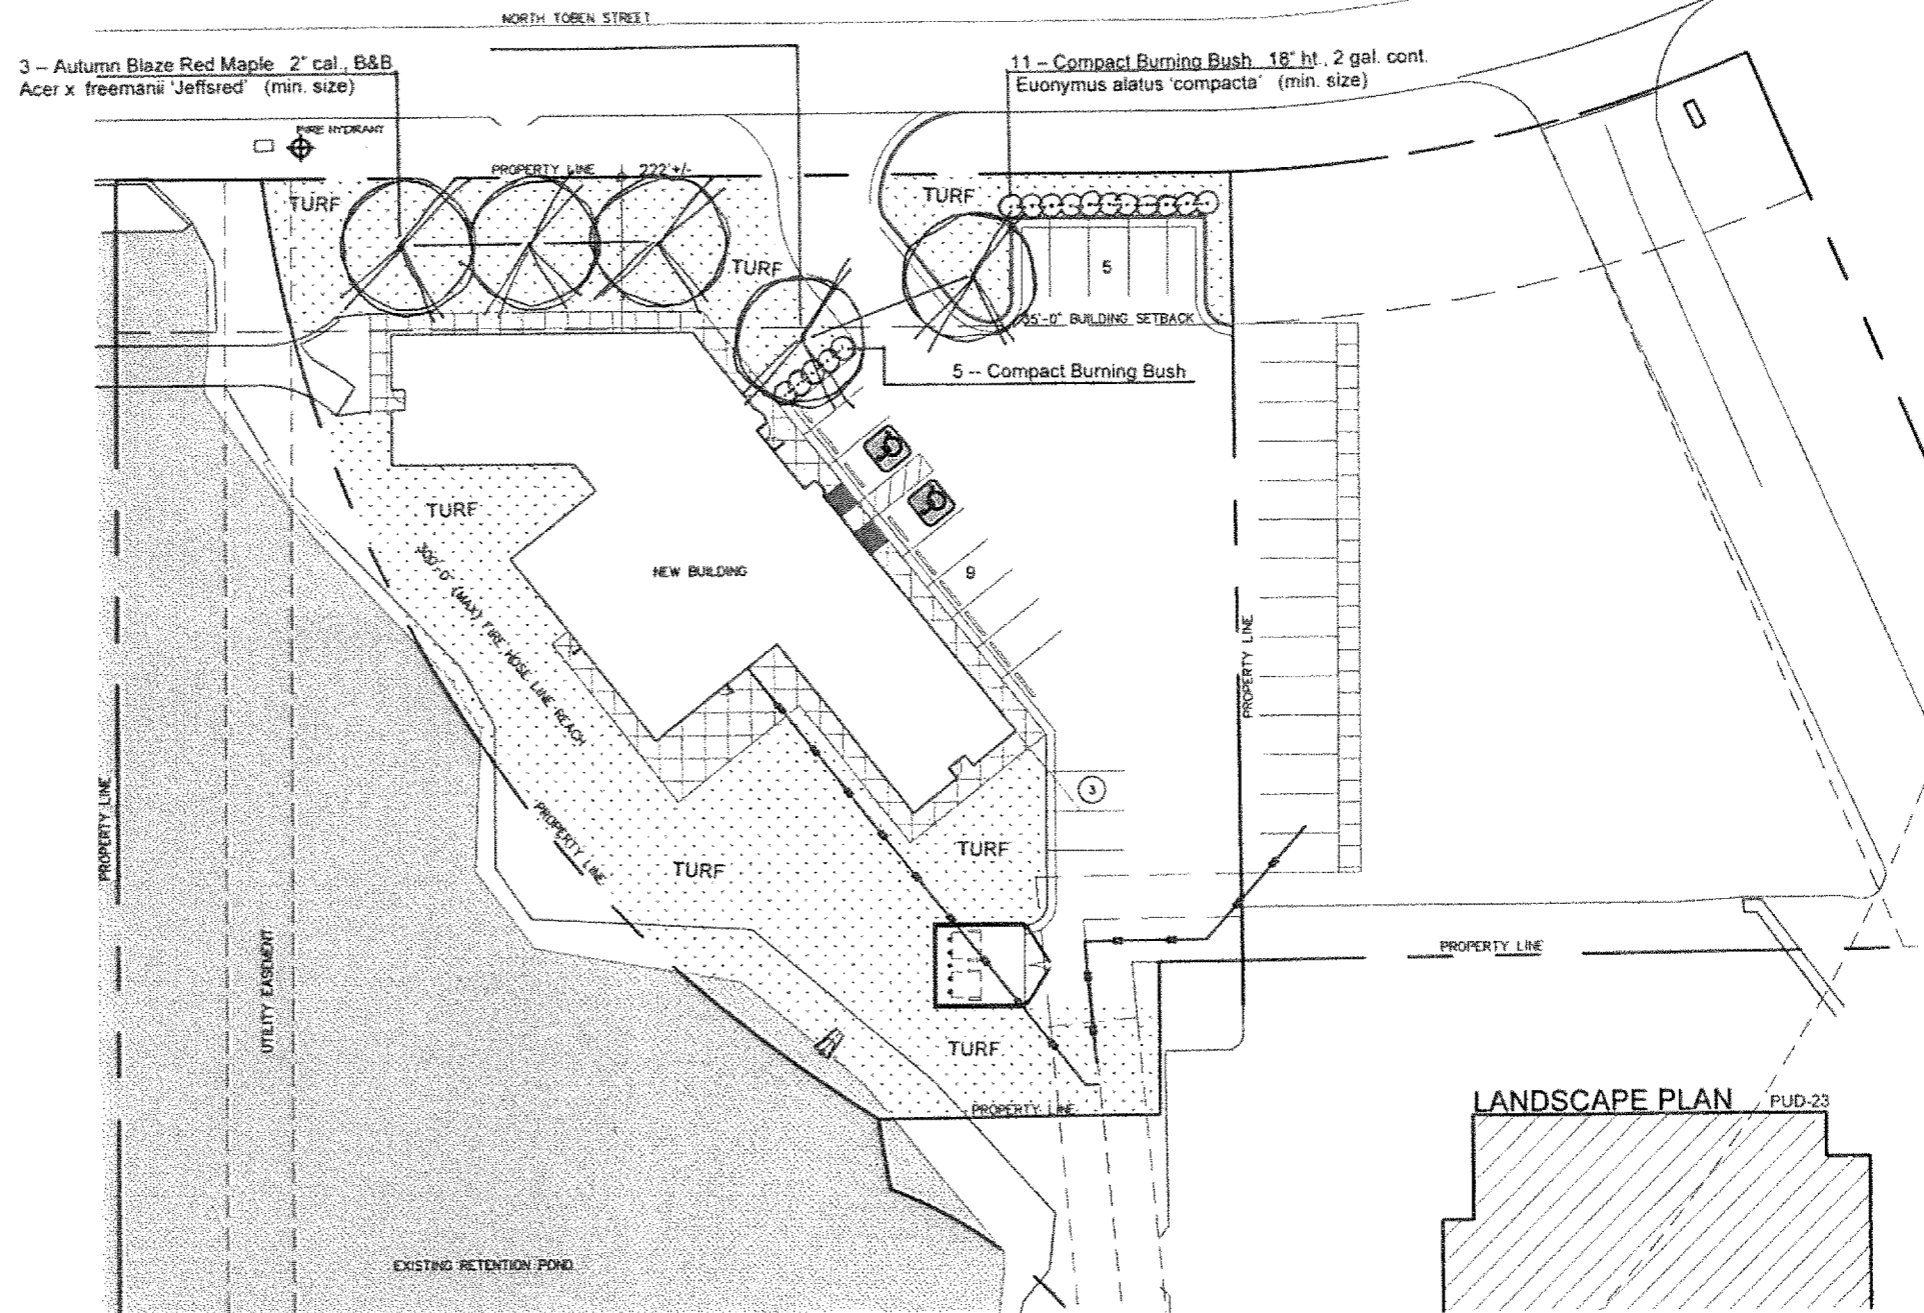 NORTH TOBEN STREET
3 – Autumn Blaze Red Maple 2" cal., B&B
Acer x freemanii 'Jeffsred' (min. size)
11 – Compact Burning Bush 18" ht., 2 gal. cont.
Euonymus alatus 'compacta' (min. size)
FIRE HYDRANT
PROPERTY LINE 222'+/-
TURF
TURF
TURF
5
35'-0" BUILDING SETBACK
5 -- Compact Burning Bush
TURF
300'-0" (MAX) FIRE HOSE LINE REACH
NEW BUILDING
9
PROPERTY LINE
3
PROPERTY LINE
PROPERTY LINE
TURF
TURF
UTILITY EASEMENT
PROPERTY LINE
TURF
PROPERTY LINE
LANDSCAPE PLAN PUD-23
EXISTING RETENTION POND